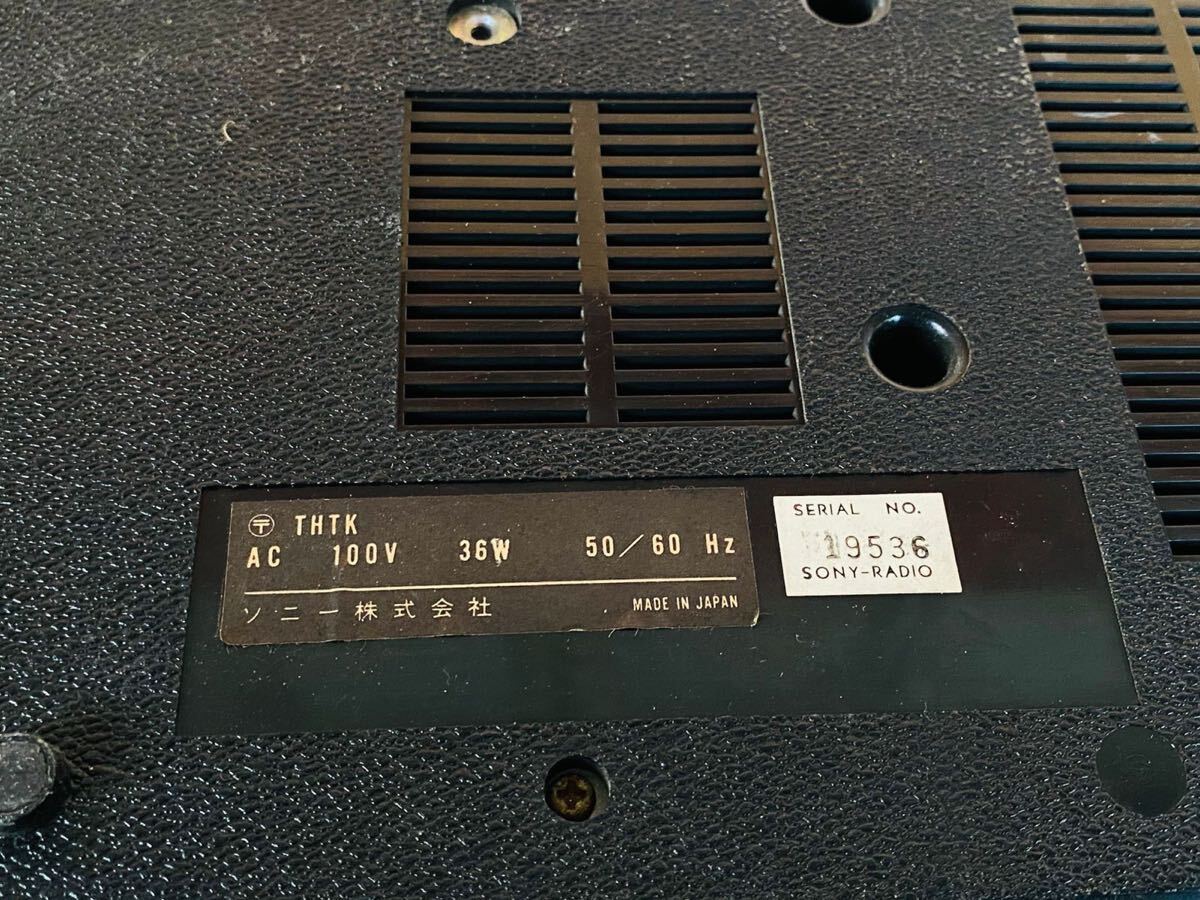 〶 THTK
AC 100V 36W 50/60 Hz
ソニー株式会社 MADE IN JAPAN
SERIAL NO.
19536
SONY-RADIO